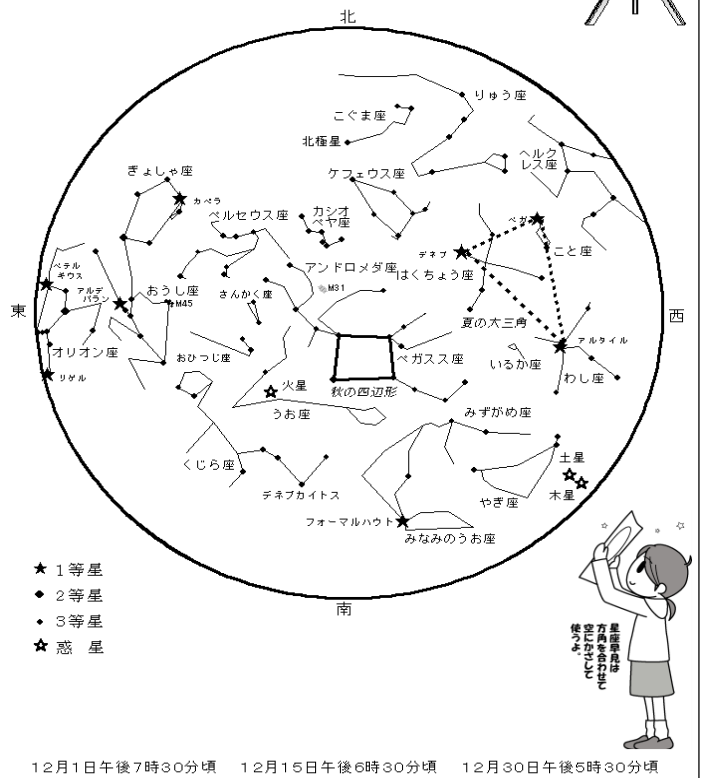 北
りゅう座
こぐま座
北極星
ヘルク
レス座
ケフェウス座
ぎょしゃ座
カペラ
ペルセウス座
カシオ
ペヤ座
ベガ
こと座
デネブ
はくちょう座
アンドロメダ座
M31
ベテル
ギウス
アルデ
バラン
おうし座
M45
さんかく座
東
西
夏の大三角
アルタイル
オリオン座
おひつじ座
ペガスス座
いるか座
わし座
リゲル
火星
秋の四辺形
うお座
みずがめ座
くじら座
土星
木星
デネブカイトス
やぎ座
フォーマルハウト
みなみのうお座
南
1等星
2等星
3等星
惑 星
星座早見は
方角を合わせて
空にかざして
使うよ。
12月1日午後7時30分頃 12月15日午後6時30分頃 12月30日午後5時30分頃